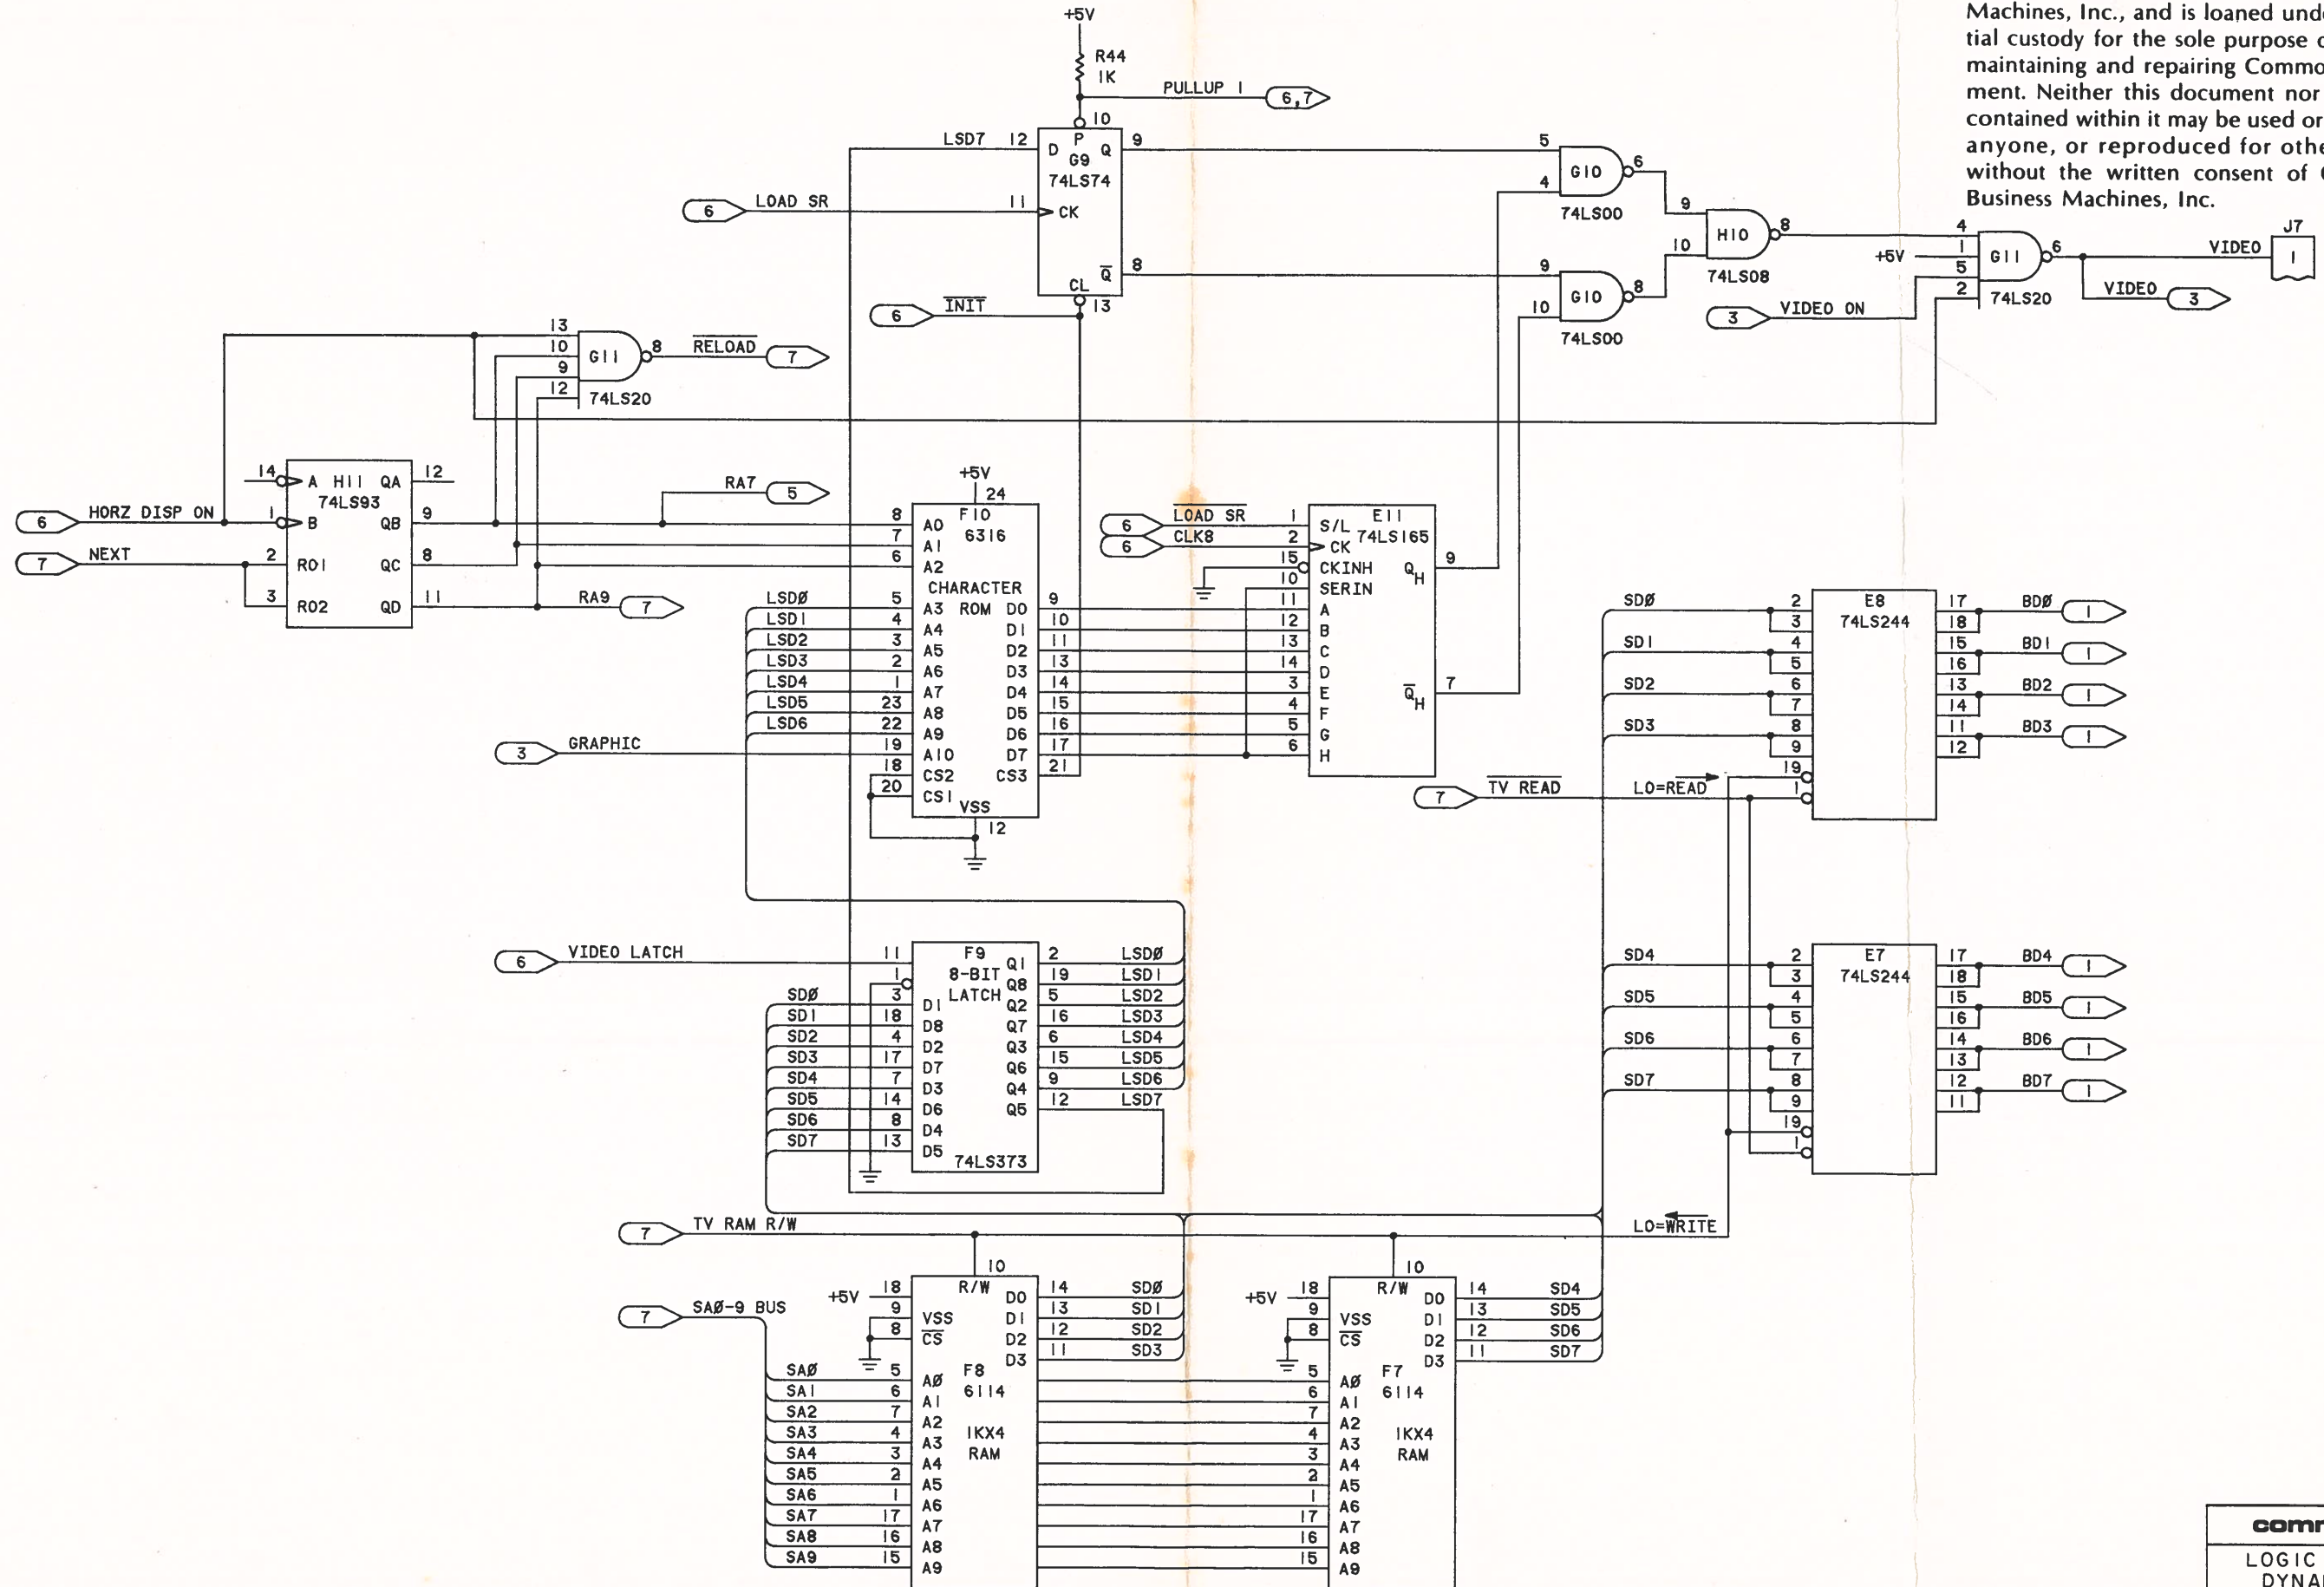 Machines, Inc., and is loaned
tial custody for the sole purpose
maintaining and repairing
ment. Neither this document nor
contained within it may be used or
anyone, or reproduced for
without the written consent of
Business Machines, Inc.
+5V
R44
1K
PULLUP 1
6,7
10
LSD7 12 D P Q 9
G9
74LS74
6 LOAD SR 11 CK
Q 8
CL
13
6 INIT
5
4 G10 6
74LS00
9
10 G10 8
74LS00
9
10 H10 8
74LS08
4
+5V 1
5
2
G11 6
74LS20
VIDEO
J7
1
VIDEO 3
3 VIDEO ON
13
10
9
12
G11 8
74LS20
RELOAD 7
14 A H11 QA 12
74LS93
6 HORZ DISP ON 1 B QB 9
7 NEXT 2 RO1 QC 8
3 RO2 QD 11
RA7 5
RA9 7
+5V
24
F10
6316
CHARACTER
ROM
8 A0
7 A1
6 A2
LSDØ 5 A3 D0 9
LSD1 4 A4 D1 10
LSD2 3 A5 D2 11
LSD3 2 A6 D3 13
LSD4 1 A7 D4 14
LSD5 23 A8 D5 15
LSD6 22 A9 D6 16
3 GRAPHIC 19 A10 D7 17
18 CS2 CS3 21
20 CS1
VSS
12
E11
74LS165
6 LOAD SR 1 S/L
6 CLK8 2 CK
15 CKINH QH 9
10 SERIN
11 A
12 B
13 C
14 D
3 E QH 7
4 F
5 G
6 H
7 TV READ LO=READ
E8
74LS244
SDØ 2 17 BDØ 1
3 18
SD1 4 15 BD1 1
5 16
SD2 6 13 BD2 1
7 14
SD3 8 11 BD3 1
9 12
19
1
6 VIDEO LATCH 11
1
F9
8-BIT
LATCH
74LS373
Q1 2 LSDØ
Q8 19 LSD1
SDØ 3 D1 Q2 5 LSD2
SD1 18 D8 Q7 16 LSD3
SD2 4 D2 Q3 6 LSD4
SD3 17 D7 Q6 15 LSD5
SD4 7 D3 Q4 9 LSD6
SD5 14 D6 Q5 12 LSD7
SD6 8 D4
SD7 13 D5
E7
74LS244
SD4 2 17 BD4 1
3 18
SD5 4 15 BD5 1
5 16
SD6 6 14 BD6 1
7 13
SD7 8 12 BD7 1
9 11
19
1
7 TV RAM R/W LO=WRITE
7 SAØ-9 BUS
10
R/W
+5V 18 D0 14 SDØ
9 VSS D1 13 SD1
8 CS D2 12 SD2
D3 11 SD3
F8
6114
1KX4
RAM
SAØ 5 AØ
SA1 6 A1
SA2 7 A2
SA3 4 A3
SA4 3 A4
SA5 2 A5
SA6 1 A6
SA7 17 A7
SA8 16 A8
SA9 15 A9
10
R/W
+5V 18 D0 14 SD4
9 VSS D1 13 SD5
8 CS D2 12 SD6
D3 11 SD7
F7
6114
1KX4
RAM
5 AØ
6 A1
7 A2
4 A3
3 A4
2 A5
1 A6
17 A7
16 A8
15 A9
LOGIC